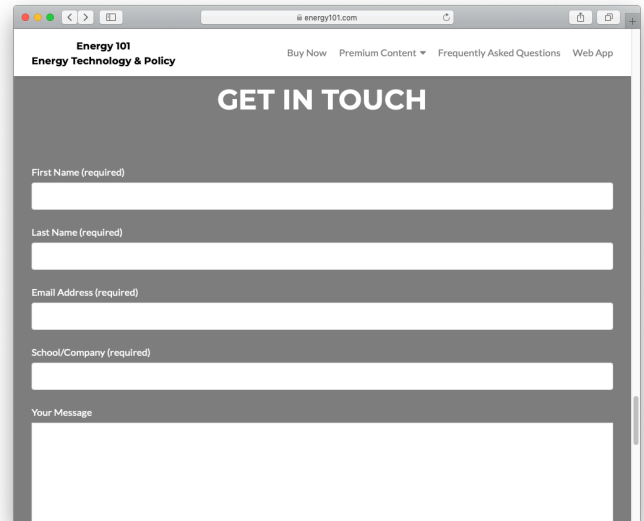 energy101.com
Energy 101
Energy Technology & Policy
Buy Now Premium Content Frequently Asked Questions Web App
GET IN TOUCH
First Name (required)
Last Name (required)
Email Address (required)
School/Company (required)
Your Message